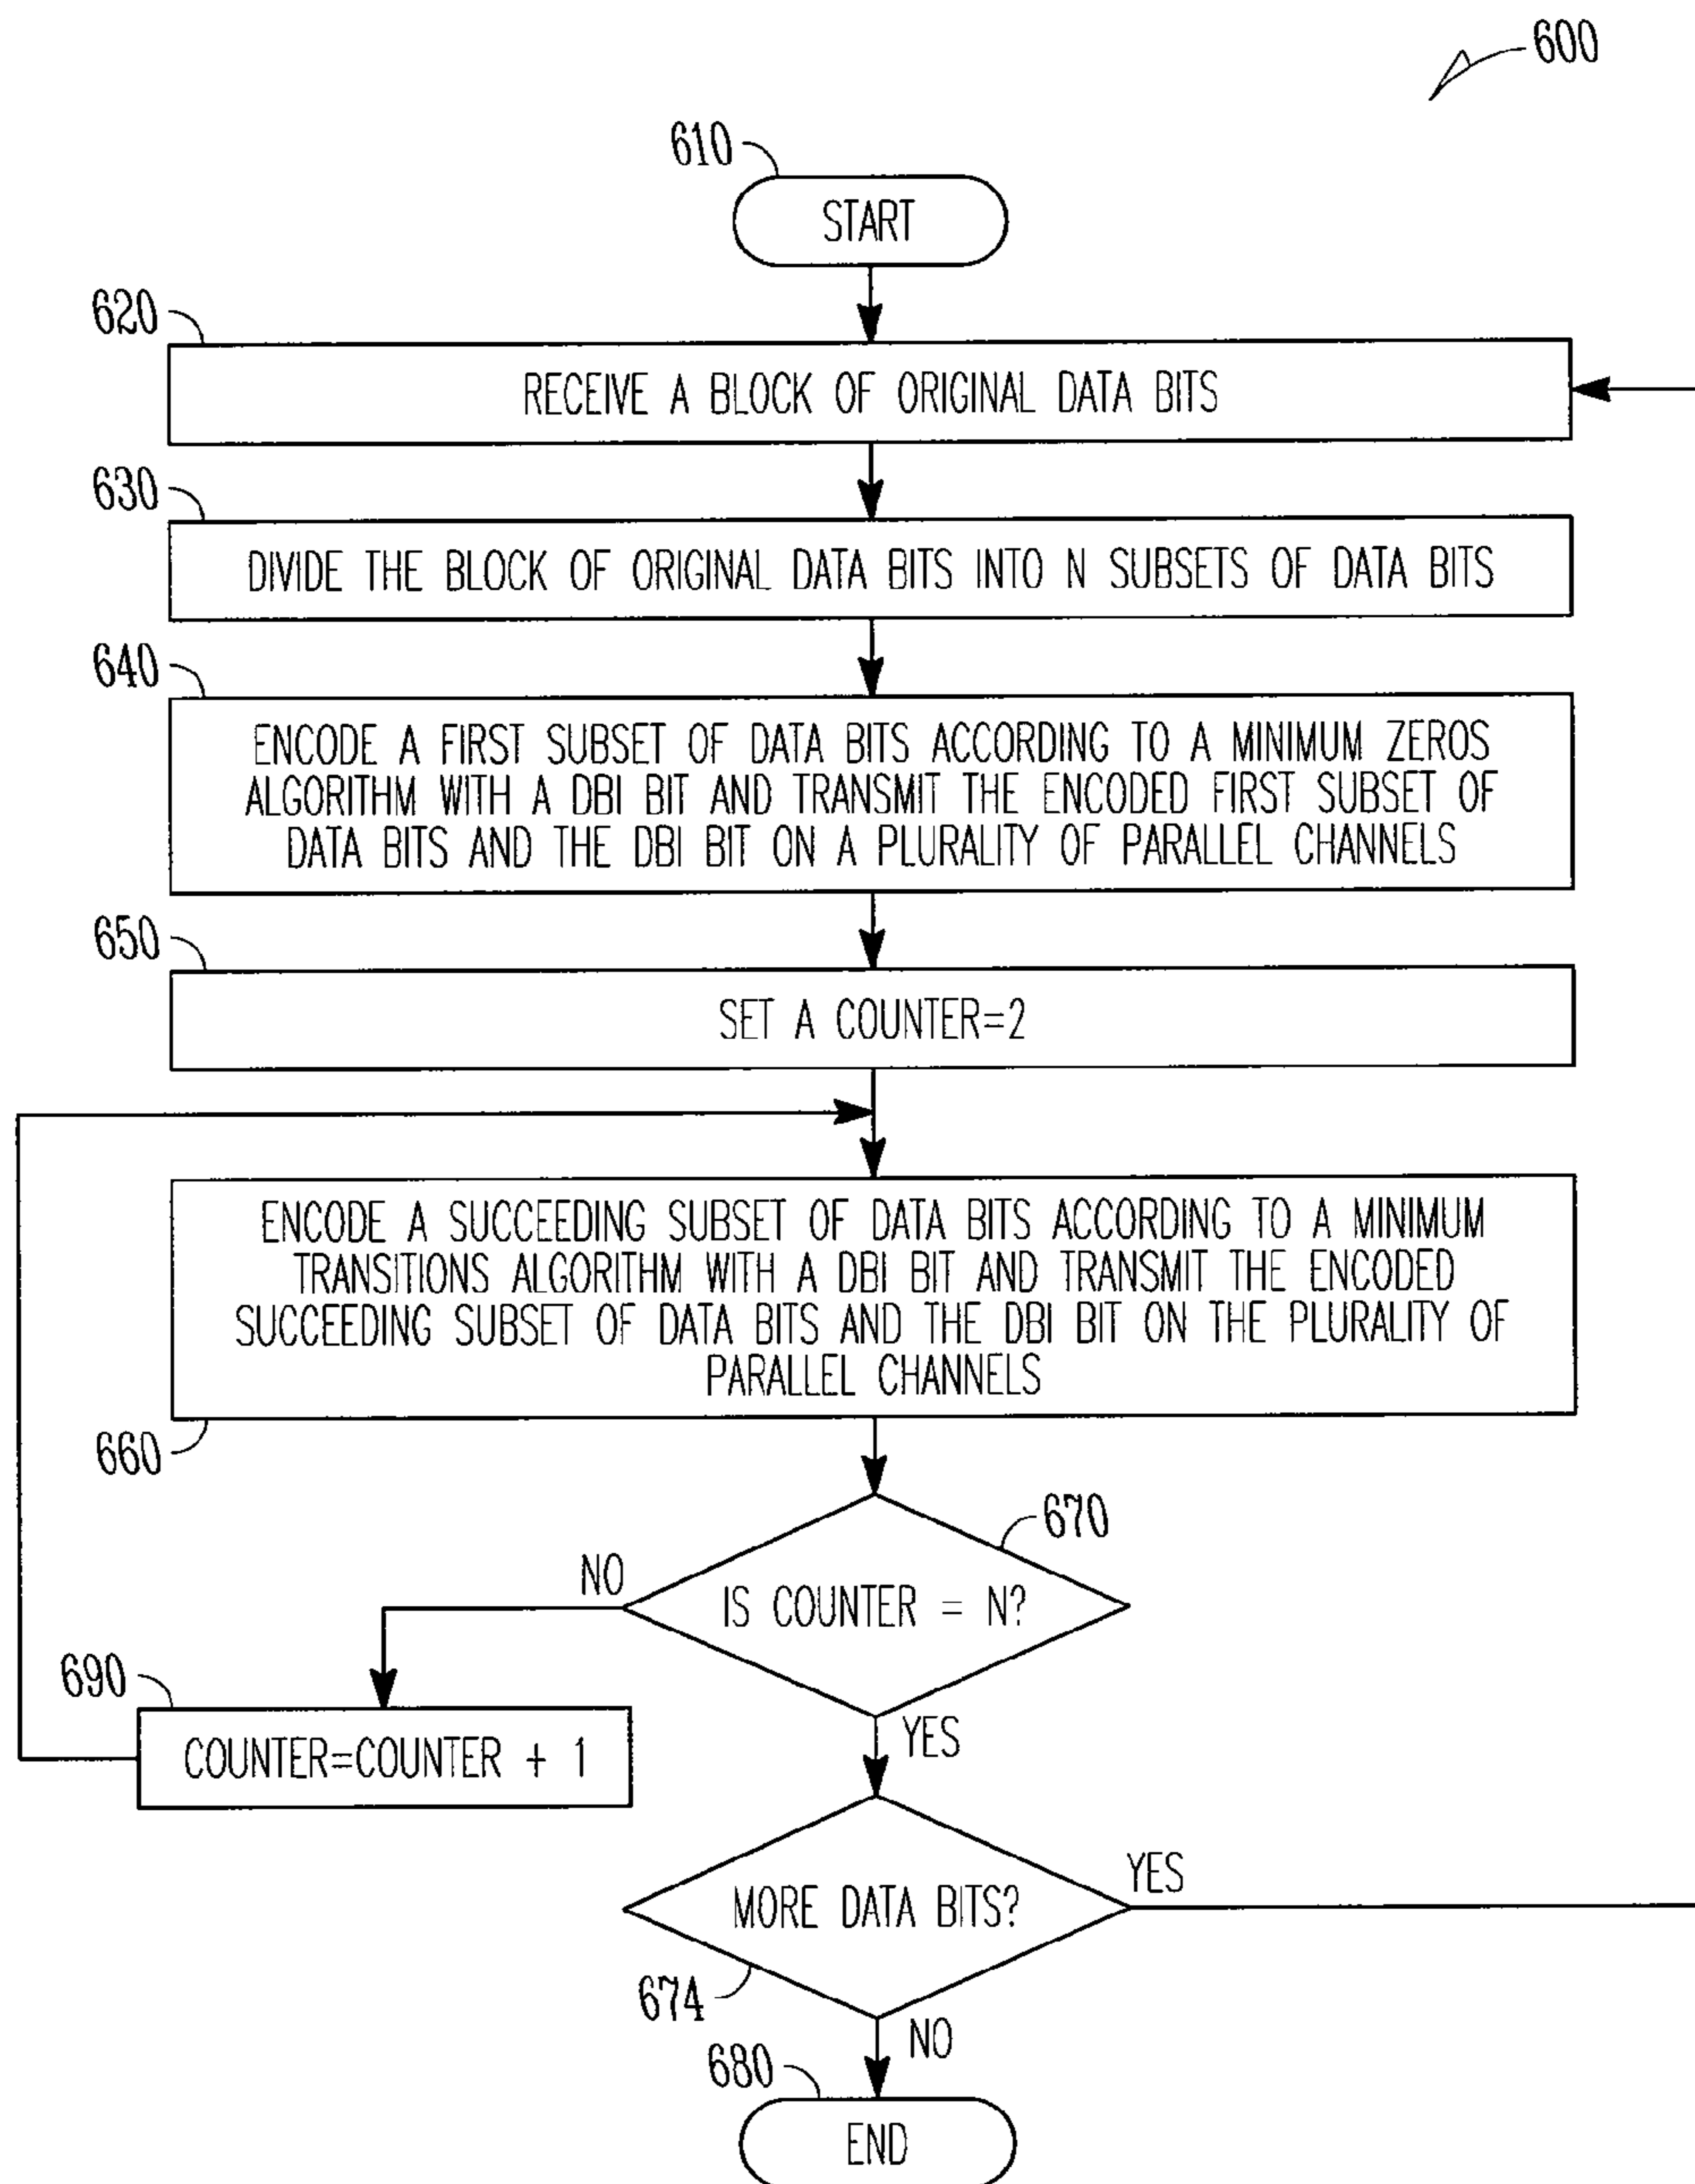 600
610
START
620
RECEIVE A BLOCK OF ORIGINAL DATA BITS
630
DIVIDE THE BLOCK OF ORIGINAL DATA BITS INTO N SUBSETS OF DATA BITS
640
ENCODE A FIRST SUBSET OF DATA BITS ACCORDING TO A MINIMUM ZEROS
ALGORITHM WITH A DBI BIT AND TRANSMIT THE ENCODED FIRST SUBSET OF
DATA BITS AND THE DBI BIT ON A PLURALITY OF PARALLEL CHANNELS
650
SET A COUNTER=2
ENCODE A SUCCEEDING SUBSET OF DATA BITS ACCORDING TO A MINIMUM
TRANSITIONS ALGORITHM WITH A DBI BIT AND TRANSMIT THE ENCODED
SUCCEEDING SUBSET OF DATA BITS AND THE DBI BIT ON THE PLURALITY OF
PARALLEL CHANNELS
660
670
NO
IS COUNTER = N?
690
YES
COUNTER=COUNTER + 1
YES
MORE DATA BITS?
674
NO
680
END